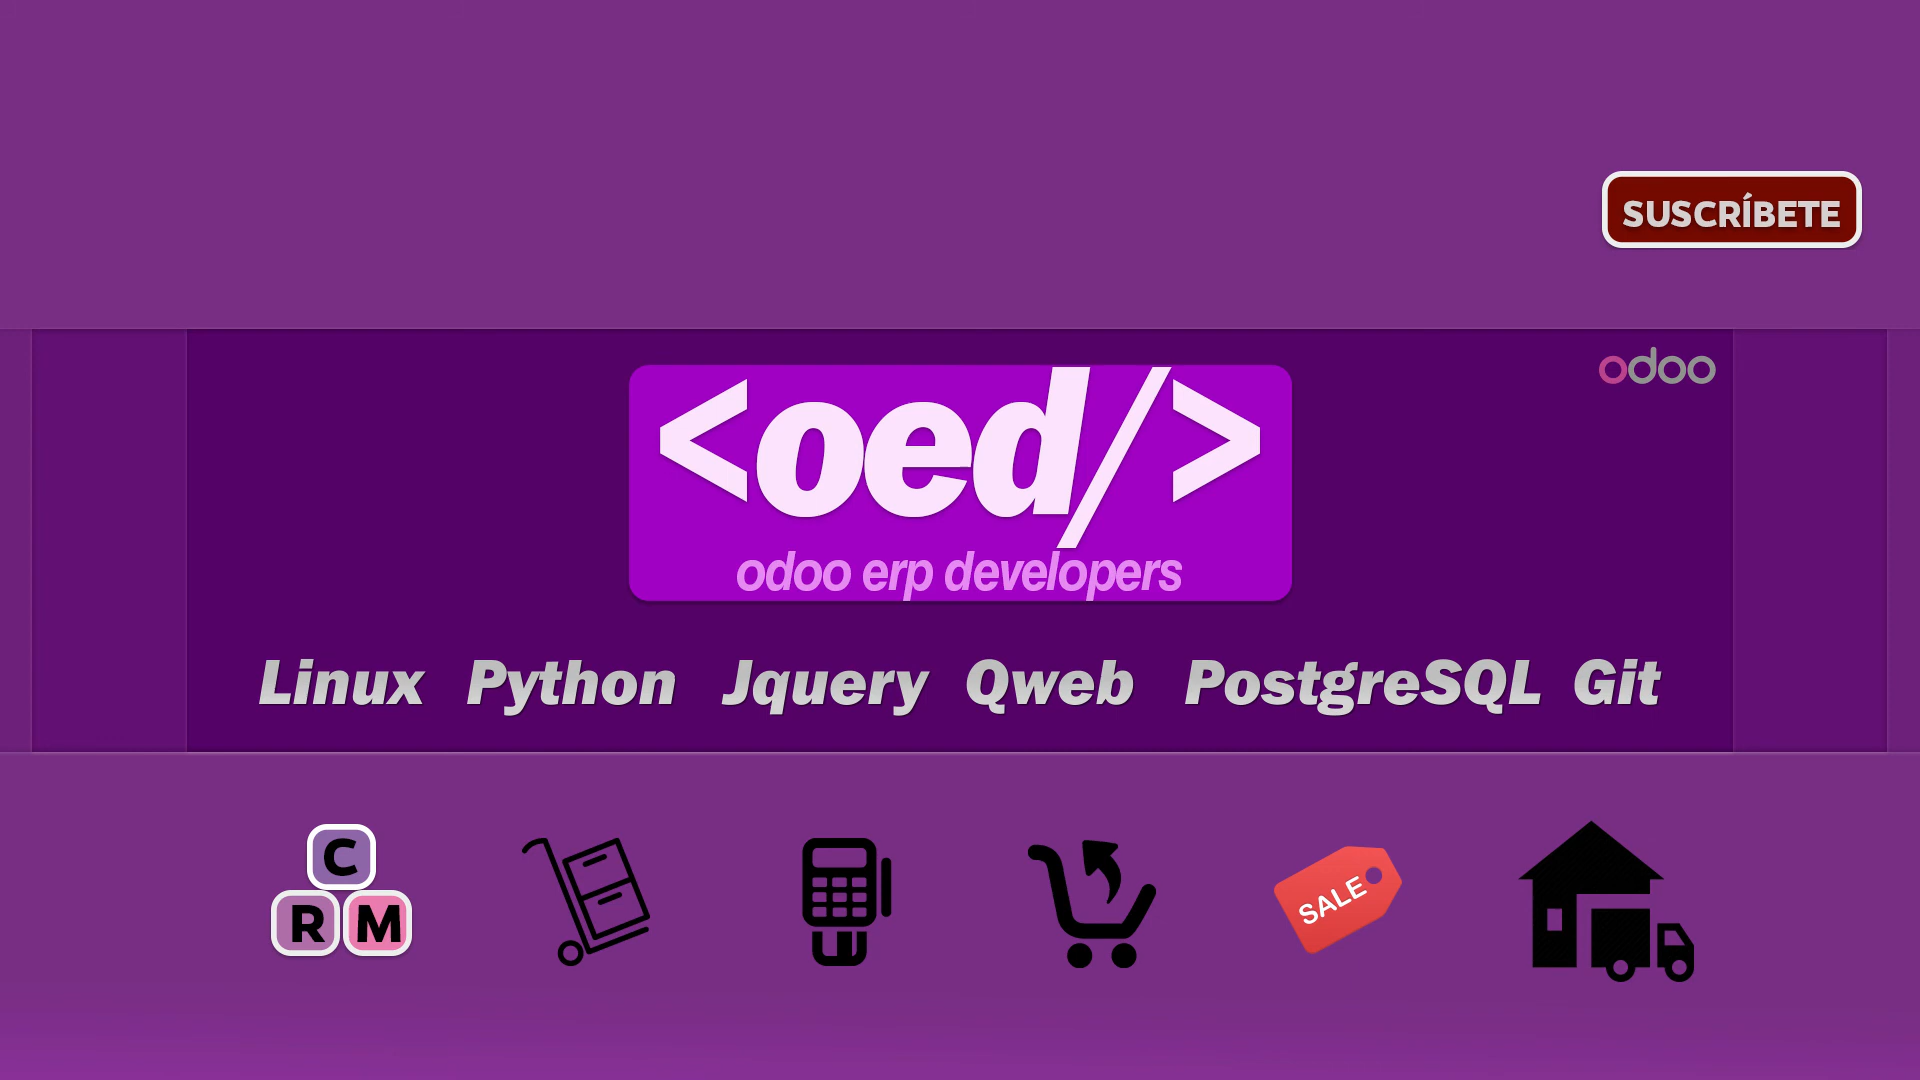 SUSCRÍBETE
odoo
<oed/>
odoo erp developers
Linux Python Jquery Qweb PostgreSQL Git
C
R M
SALE